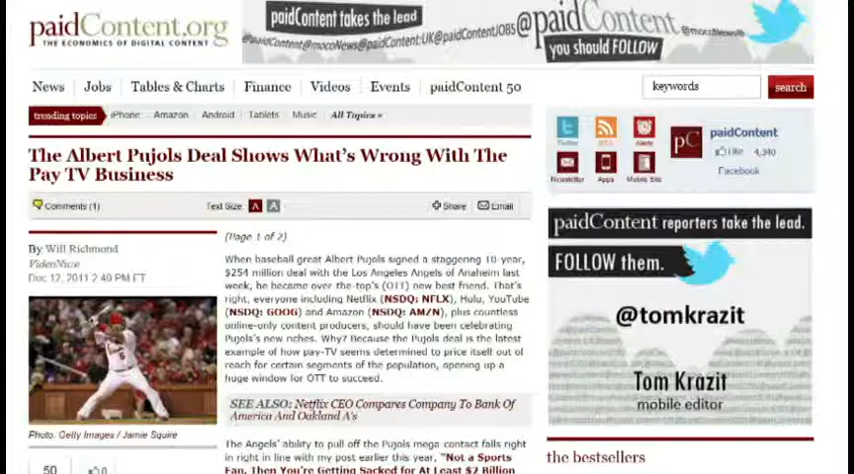 paidContent.org
THE ECONOMICS OF DIGITAL CONTENT
paidContent takes the lead
@paidContent@mocoNews@paidContent:UK@paidContentJOBS
@paidContent
@mocoNews
you should FOLLOW
News Jobs Tables & Charts Finance Videos Events paidContent 50
keywords
search
trending topics iPhone Amazon Android Tablets Music All Topics »
The Albert Pujols Deal Shows What's Wrong With The
Pay TV Business
Comments (1) Text Size: A A Share Email
By Will Richmond
VideoNuze
Dec 12, 2011 2:40 PM ET
Photo: Getty Images / Jamie Squire
50
0
(Page 1 of 2)
When baseball great Albert Pujols signed a staggering 10-year,
$254 million deal with the Los Angeles Angels of Anaheim last
week, he became over-the-top's (OTT) new best friend. That's
right, everyone including Netflix (NSDQ: NFLX), Hulu, YouTube
(NSDQ: GOOG) and Amazon (NSDQ: AMZN), plus countless
online-only content producers, should have been celebrating
Pujols's new riches. Why? Because the Pujols deal is the latest
example of how pay-TV seems determined to price itself out of
reach for certain segments of the population, opening up a
huge window for OTT to succeed.
SEE ALSO: Netflix CEO Compares Company To Bank Of
America And Oakland A's
The Angels' ability to pull off the Pujols mega contact falls right
in right in line with my post earlier this year, "Not a Sports
Fan, Then You're Getting Sacked for At Least $2 Billion
Twitter RSS Alerts
Newsletter Apps Mobile Site
pC
paidContent
Like 4,340
Facebook
paidContent reporters take the lead.
FOLLOW them.
@tomkrazit
Tom Krazit
mobile editor
the bestsellers